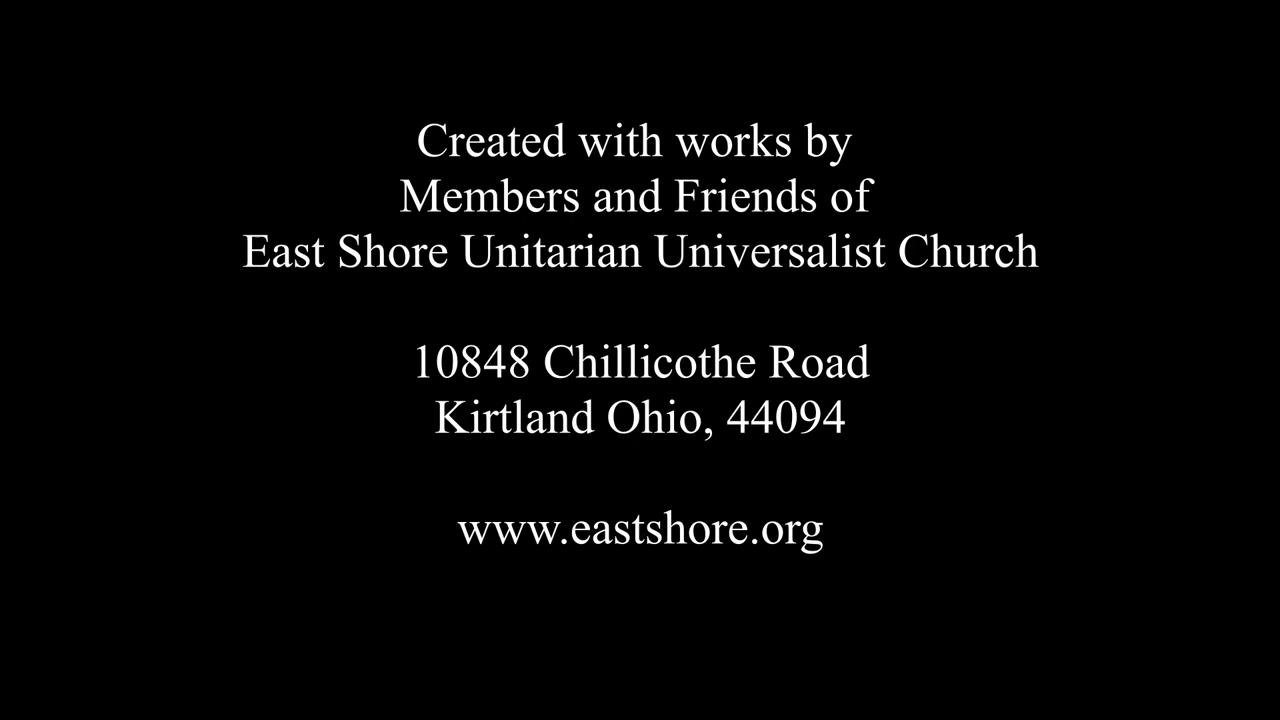 Created with works by
Members and Friends of
East Shore Unitarian Universalist Church
10848 Chillicothe Road
Kirtland Ohio, 44094
www.eastshore.org